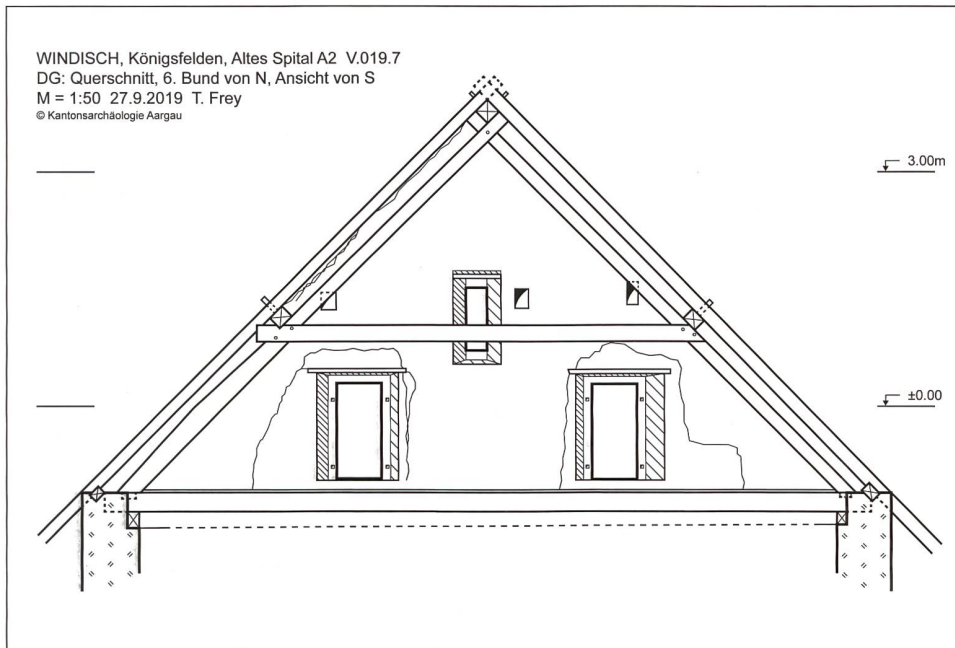 WINDISCH, Königsfelden, Altes Spital A2 V.019.7
DG: Querschnitt, 6. Bund von N, Ansicht von S
M = 1:50 27.9.2019 T. Frey
© Kantonsarchäologie Aargau
3.00m
±0.00